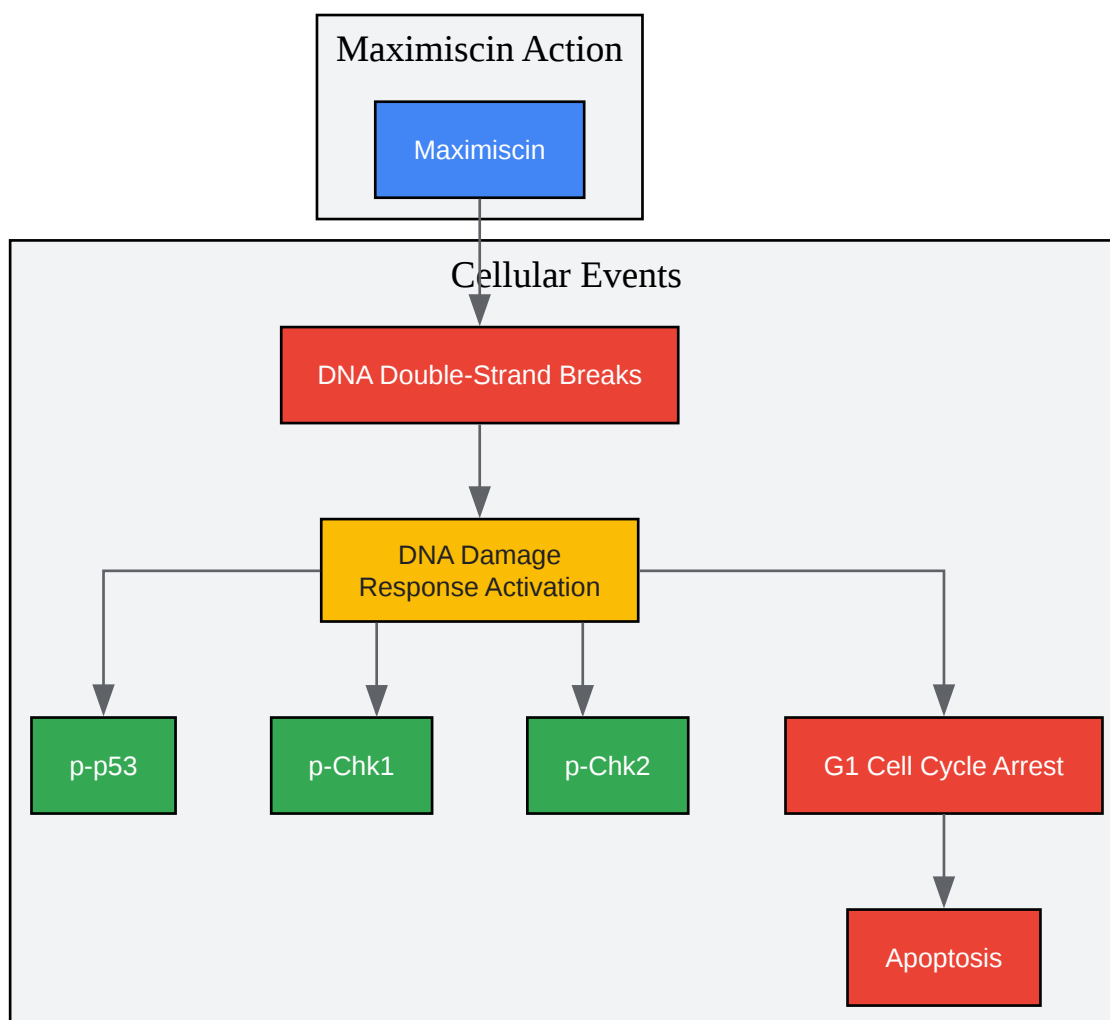 Maximiscin Action
Maximiscin
Cellular Events
DNA Double-Strand Breaks
DNA Damage
Response Activation
p-p53
p-Chk1
p-Chk2
G1 Cell Cycle Arrest
Apoptosis